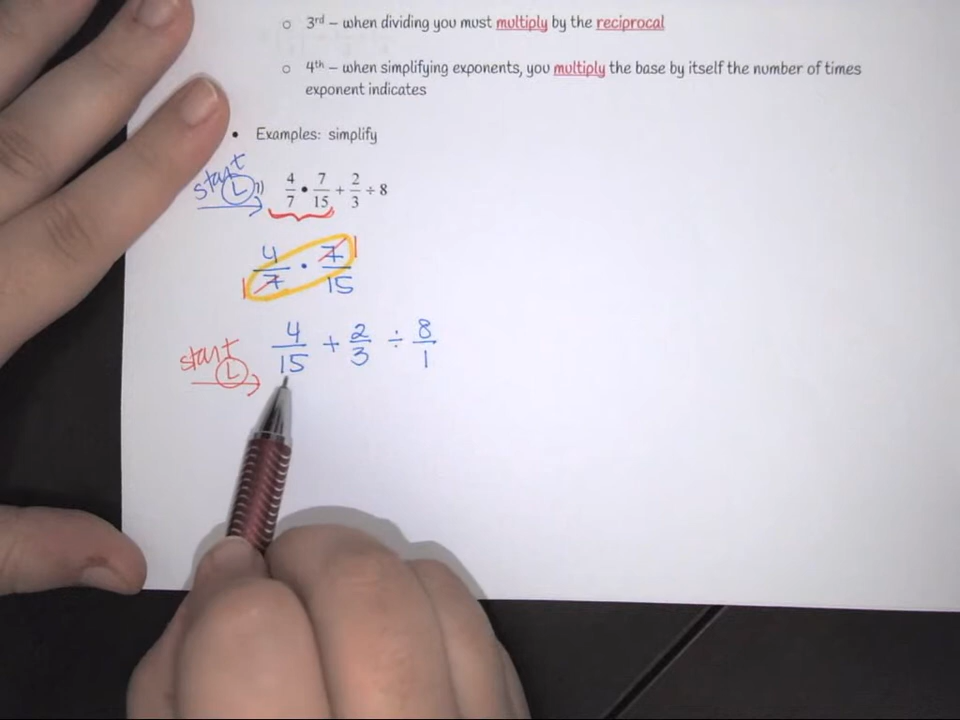 ○ 3rd – when dividing you must multiply by the reciprocal
○ 4th – when simplifying exponents, you multiply the base by itself the number of times
exponent indicates
• Examples: simplify
start L 1) 4/7 • 7/15 + 2/3 ÷ 8
4/7 • 7/15 1 1
start L 4/15 + 2/3 ÷ 8/1